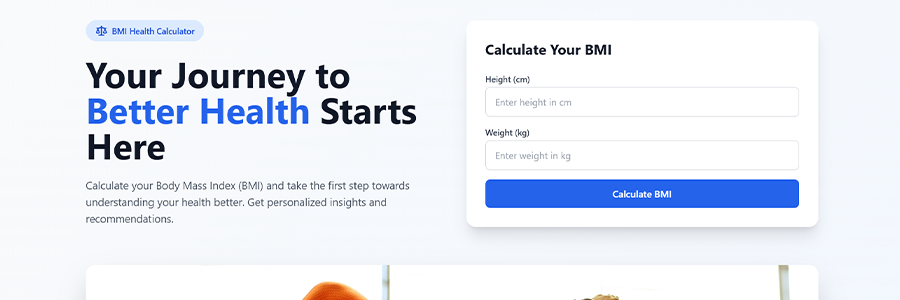 BMI Health Calculator
Your Journey to
Better Health Starts
Here
Calculate your Body Mass Index (BMI) and take the first step towards
understanding your health better. Get personalized insights and
recommendations.
Calculate Your BMI
Height (cm)
Enter height in cm
Weight (kg)
Enter weight in kg
Calculate BMI